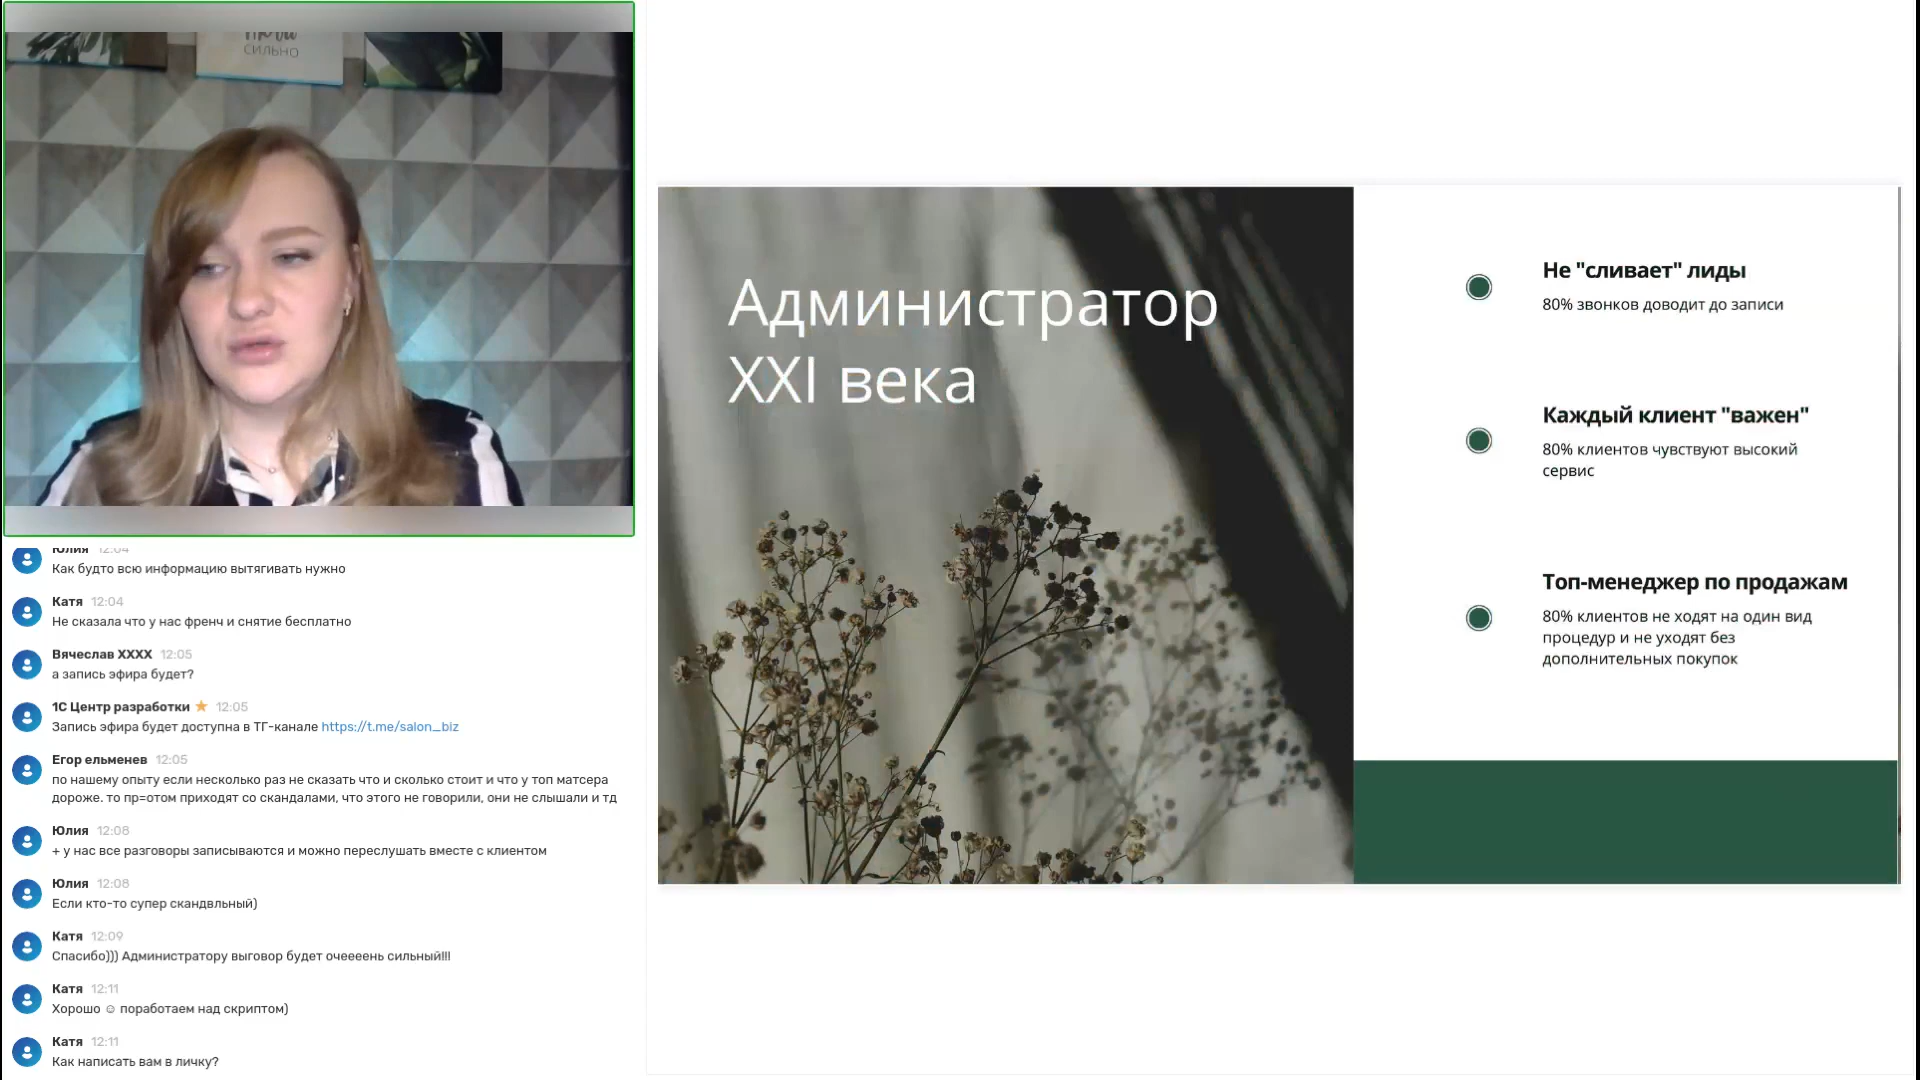 СИЛЬНО
Юлия 12:04
Как будто всю информацию вытягивать нужно
Катя 12:04
Не сказала что у нас френч и снятие бесплатно
Вячеслав XXXX 12:05
а запись эфира будет?
1С Центр разработки 12:05
Запись эфира будет доступна в ТГ-канале https://t.me/salon_biz
Егор ельменев 12:05
по нашему опыту если несколько раз не сказать что и сколько стоит и что у топ матсера
дороже. то пр=отом приходят со скандалами, что этого не говорили, они не слышали и тд
Юлия 12:08
+ у нас все разговоры записываются и можно переслушать вместе с клиентом
Юлия 12:08
Если кто-то супер скандвльный)
Катя 12:09
Спасибо))) Администратору выговор будет очеееень сильный!!!
Катя 12:11
Хорошо ☺ поработаем над скриптом)
Катя 12:11
Как написать вам в личку?
Администратор
XXI века
Не "сливает" лиды
80% звонков доводит до записи
Каждый клиент "важен"
80% клиентов чувствуют высокий
сервис
Топ-менеджер по продажам
80% клиентов не ходят на один вид
процедур и не уходят без
дополнительных покупок